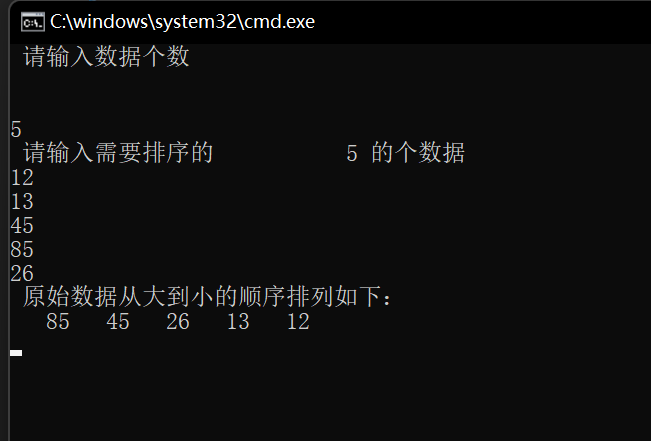 C:\windows\system32\cmd.exe
请输入数据个数
5
请输入需要排序的 5 的个数据
12
13
45
85
26
原始数据从大到小的顺序排列如下：
85 45 26 13 12